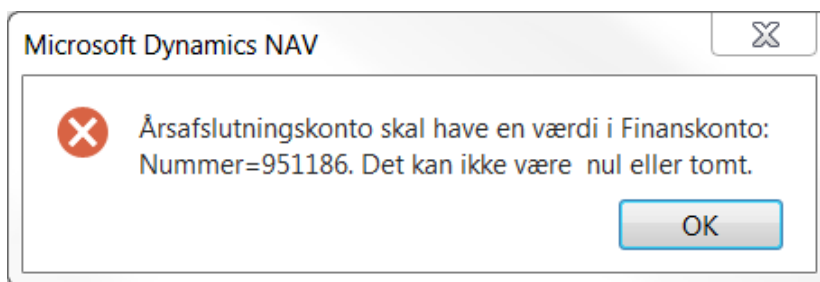 Microsoft Dynamics NAV
Årsafslutningskonto skal have en værdi i Finanskonto:
Nummer=951186. Det kan ikke være  nul eller tomt.
OK